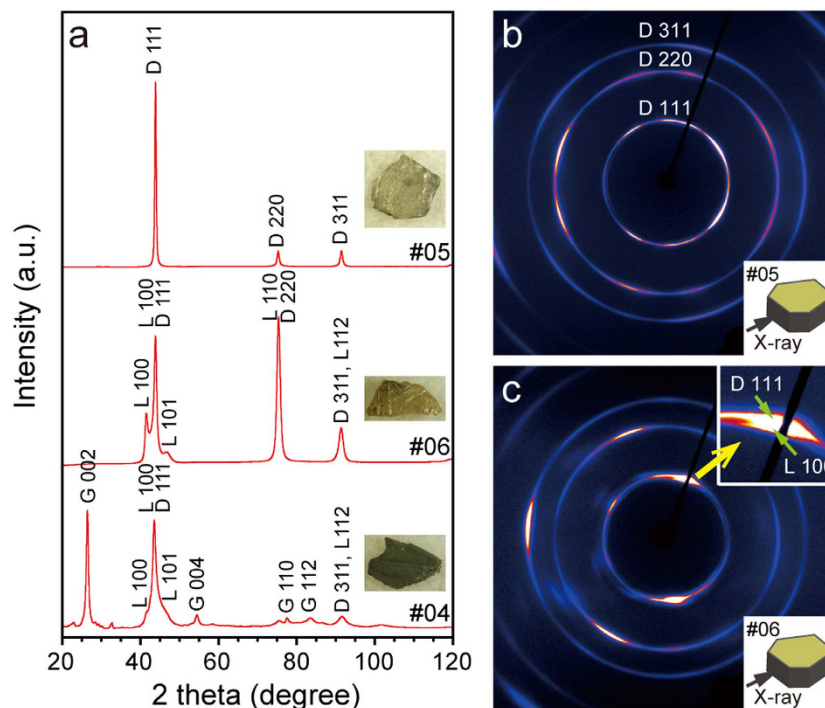 a
D 111
D 220
D 311
#05
L 100
L 100
D 111
L 101
L 110
D 220
D 311, L112
#06
G 002
L 100
L 100
D 111
L 101
G 004
G 110
G 112
D 311, L112
#04
20 40 60 80 100 120
2 theta (degree)
Intensity (a.u.)
b
D 311
D 220
D 111
#05
X-ray
c
D 111
L 100
#06
X-ray